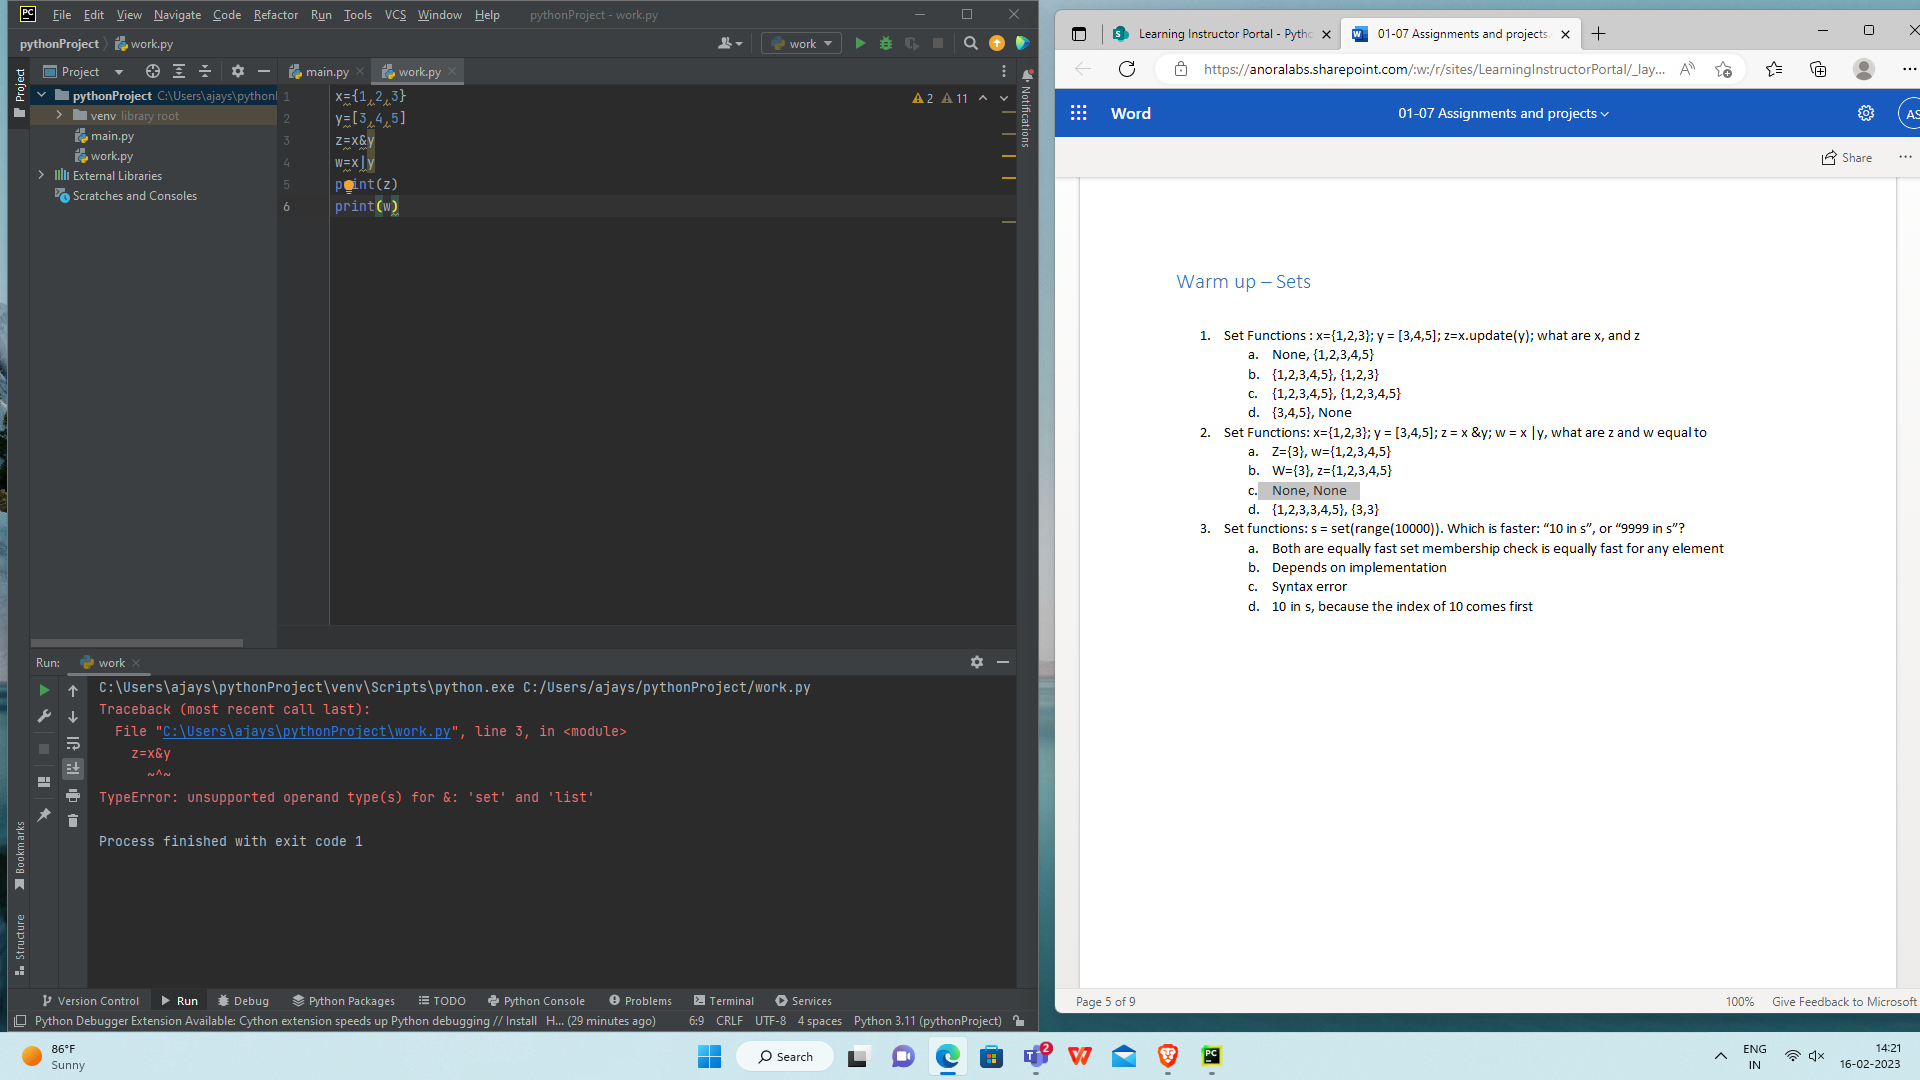 PC File Edit View Navigate Code Refactor Run Tools VCS Window Help pythonProject - work.py
pythonProject work.py
work
Project
main.py work.py
pythonProject C:\Users\ajays\python
venv library root
main.py
work.py
External Libraries
Scratches and Consoles
Project
Bookmarks
Structure
Notifications
1 x={1,2,3}
2 y=[3,4,5]
3 z=x&y
4 w=x|y
5 print(z)
6 print(w)
2 11
Run: work
C:\Users\ajays\pythonProject\venv\Scripts\python.exe C:/Users/ajays/pythonProject/work.py
Traceback (most recent call last):
File "C:\Users\ajays\pythonProject\work.py", line 3, in <module>
z=x&y
~^~
TypeError: unsupported operand type(s) for &: 'set' and 'list'
Process finished with exit code 1
Version Control Run Debug Python Packages TODO Python Console Problems Terminal Services
Python Debugger Extension Available: Cython extension speeds up Python debugging // Install H... (29 minutes ago) 6:9 CRLF UTF-8 4 spaces Python 3.11 (pythonProject)
Learning Instructor Portal - Pytho 01-07 Assignments and projects.
https://anoralabs.sharepoint.com/:w:/r/sites/LearningInstructorPortal/_lay...
Word 01-07 Assignments and projects AS
Share
Warm up – Sets
1. Set Functions : x={1,2,3}; y = [3,4,5]; z=x.update(y); what are x, and z
a. None, {1,2,3,4,5}
b. {1,2,3,4,5}, {1,2,3}
c. {1,2,3,4,5}, {1,2,3,4,5}
d. {3,4,5}, None
2. Set Functions: x={1,2,3}; y = [3,4,5]; z = x &y; w = x |y, what are z and w equal to
a. Z={3}, w={1,2,3,4,5}
b. W={3}, z={1,2,3,4,5}
c. None, None
d. {1,2,3,3,4,5}, {3,3}
3. Set functions: s = set(range(10000)). Which is faster: “10 in s”, or “9999 in s”?
a. Both are equally fast set membership check is equally fast for any element
b. Depends on implementation
c. Syntax error
d. 10 in s, because the index of 10 comes first
Page 5 of 9 100% Give Feedback to Microsoft
86°F
Sunny
Search
2
PC
ENG
IN
14:21
16-02-2023